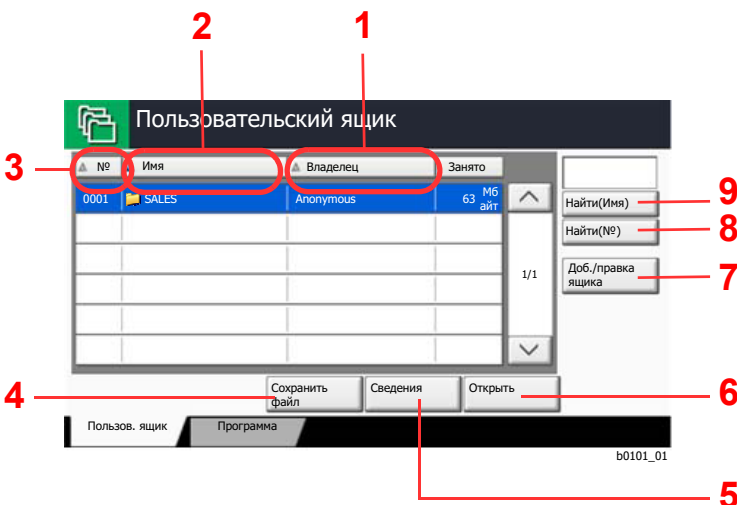 2
1
Пользовательский ящик
3
№
Имя
Владелец
Занято
0001
SALES
Anonymous
63
Мб
айт
1/1
Найти(Имя)
9
Найти(№)
8
Доб./правка
ящика
7
4
Сохранить
файл
Сведения
Открыть
6
Пользов. ящик
Программа
b0101_01
5